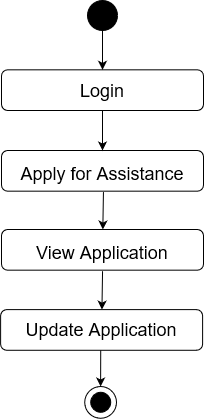 Login
Apply for Assistance
View Application
Update Application